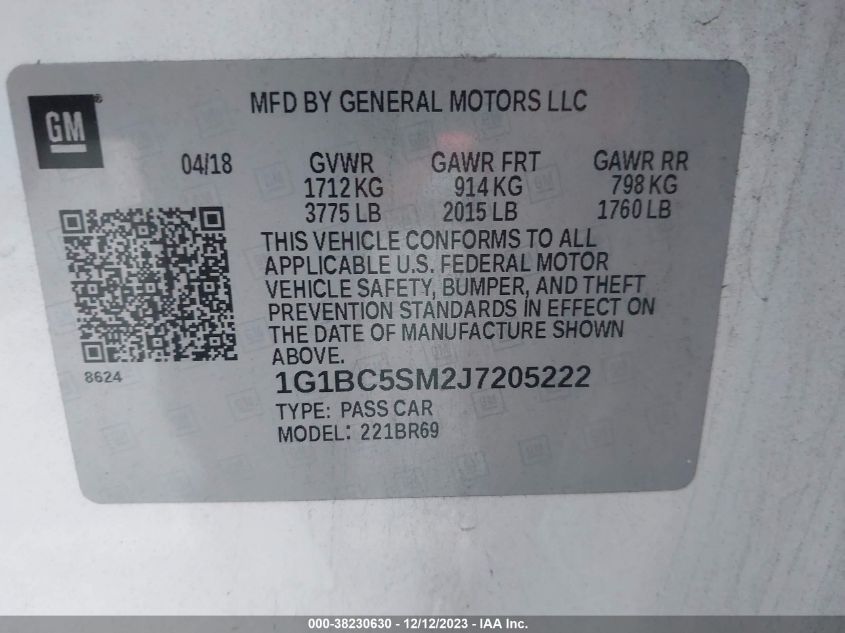 GM®
MFD BY GENERAL MOTORS LLC
04/18 GVWR GAWR FRT GAWR RR
1712 KG 914 KG 798 KG
3775 LB 2015 LB 1760 LB
THIS VEHICLE CONFORMS TO ALL
APPLICABLE U.S. FEDERAL MOTOR
VEHICLE SAFETY, BUMPER, AND THEFT
PREVENTION STANDARDS IN EFFECT ON
THE DATE OF MANUFACTURE SHOWN
ABOVE.
8624
1G1BC5SM2J7205222
TYPE: PASS CAR
MODEL: 221BR69
000-38230630 - 12/12/2023 - IAA Inc.